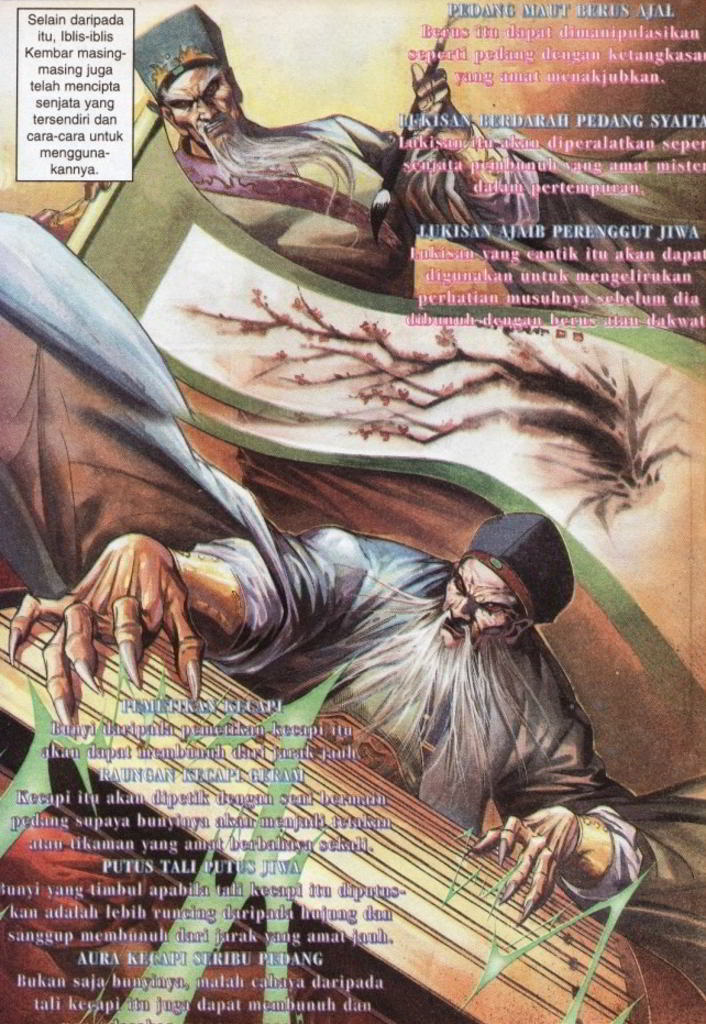 Selain daripada
itu, Iblis-iblis
Kembar masing-
masing juga
telah mencipta
senjata yang
tersendiri dan
cara-cara untuk
mengguna-
kannya.
PEDANG MAUT BERUS AJAL
Berus itu dapat dimanipulasikan
seperti pedang dengan ketangkasan
yang amat menakjubkan.
LUKISAN BERDARAH PEDANG SYAITA
Lukisan itu akan diperalatkan seper
senjata pembunuh yang amat mister
dalam pertempuran.
LUKISAN AJAIB PERENGGUT JIWA
Lukisan yang cantik itu akan dapat
digunakan untuk mengelirukan
perhatian musuhnya sebelum dia
dibunuh dengan berus atau dakwat
PEMETIKAN KECAPI
Bunyi daripada pemetikan kecapi itu
akan dapat membunuh dari jarak jauh.
RAUNGAN KECAPI GERAM
Kecapi itu akan dipetik dengan seni bermain
pedang supaya bunyinya akan menjadi tetakan
atau tikaman yang amat berbahaya sekali.
PUTUS TALI PUTUS JIWA
Bunyi yang timbul apabila tali kecapi itu diputus-
kan adalah lebih runcing daripada hujung dan
sanggup membunuh dari jarak yang amat jauh.
AURA KECAPI SERIBU PEDANG
Bukan saja bunyinya, malah cahaya daripada
tali kecapi itu juga dapat membunuh dan